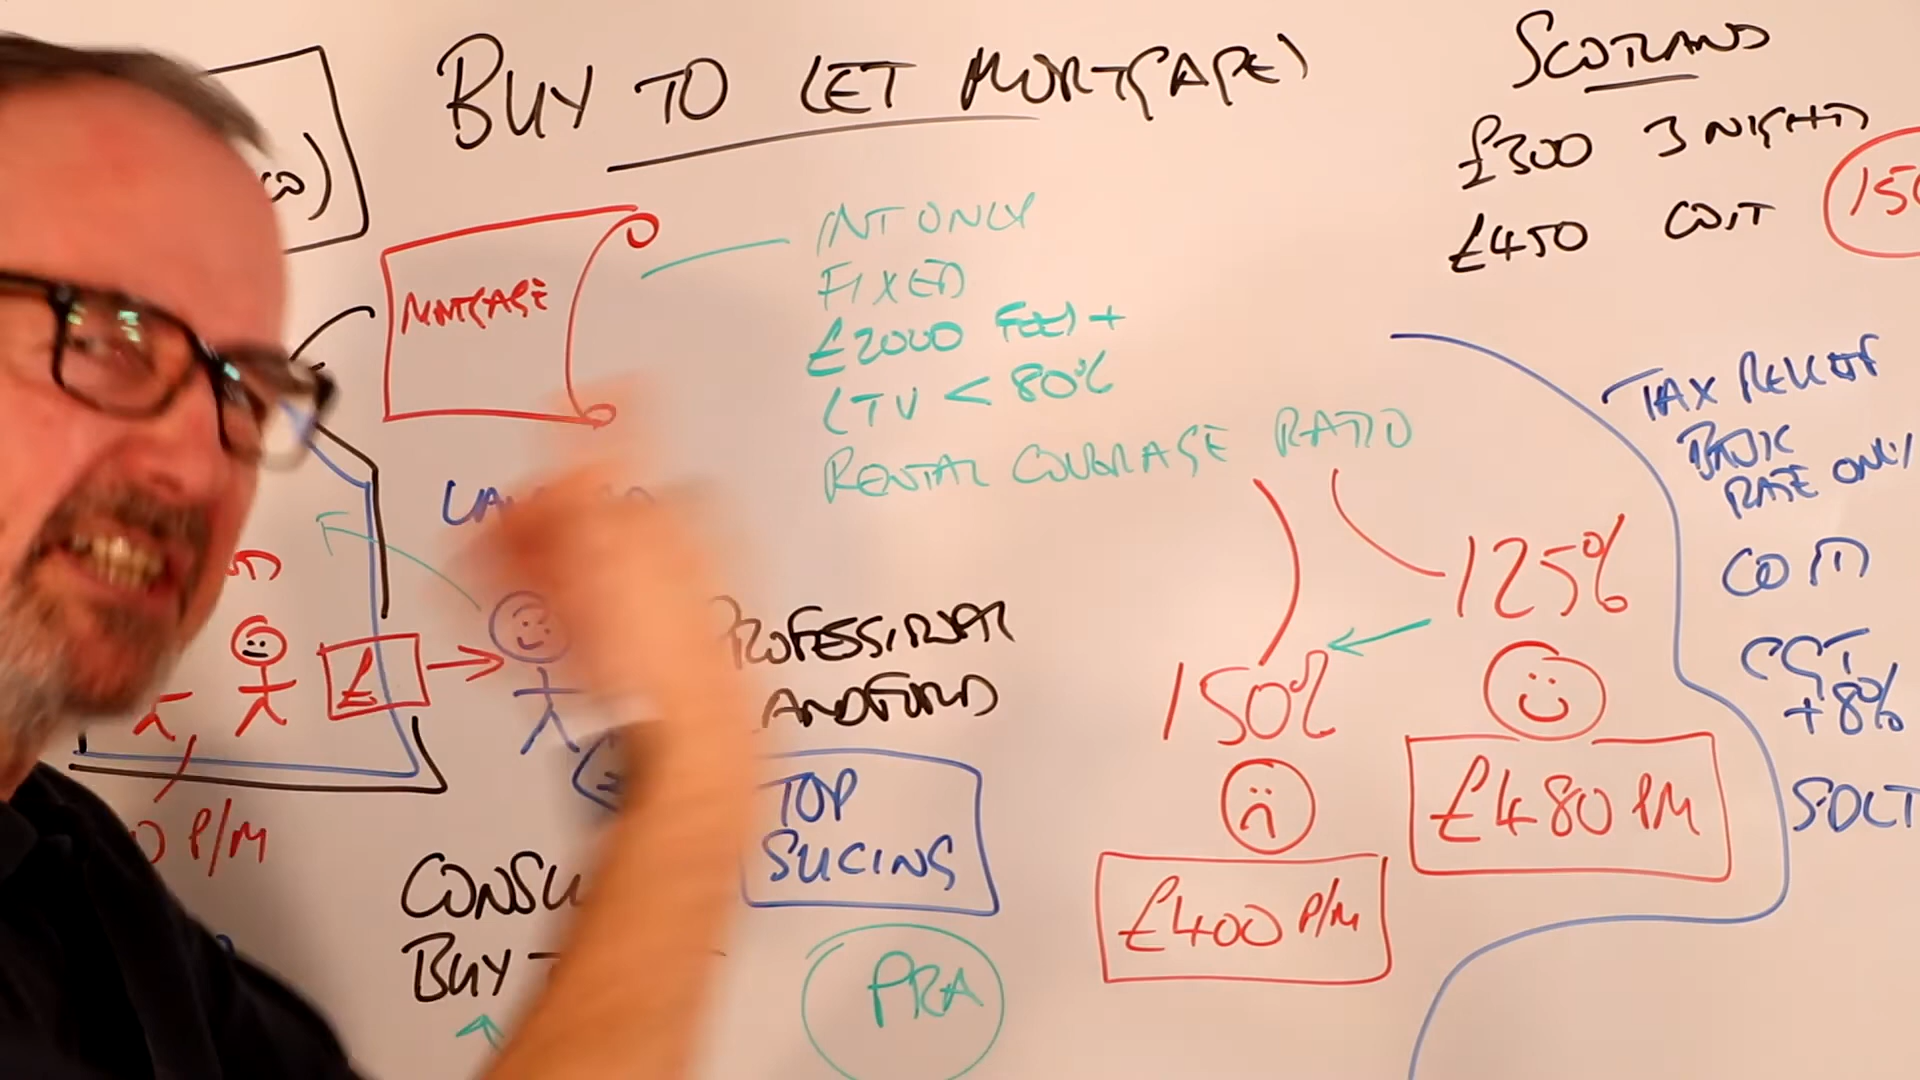 BUY TO LET MORTGAGES
SCOTLAND
£300 3 NIGHTS
£450 COST
MORTGAGE
INT ONLY
FIXED
£2000 FEES +
LTV < 80%
RENTAL COVERAGE RATIO
TAX RELIEF
BASIC
RATE ONLY
COSTS
CGT
+ 8%
SDLT
125%
150%
£480 PM
£400 P/M
£
P/M
PROFESSIONAL
LANDLORD
TOP
SLICING
BUY
PRA